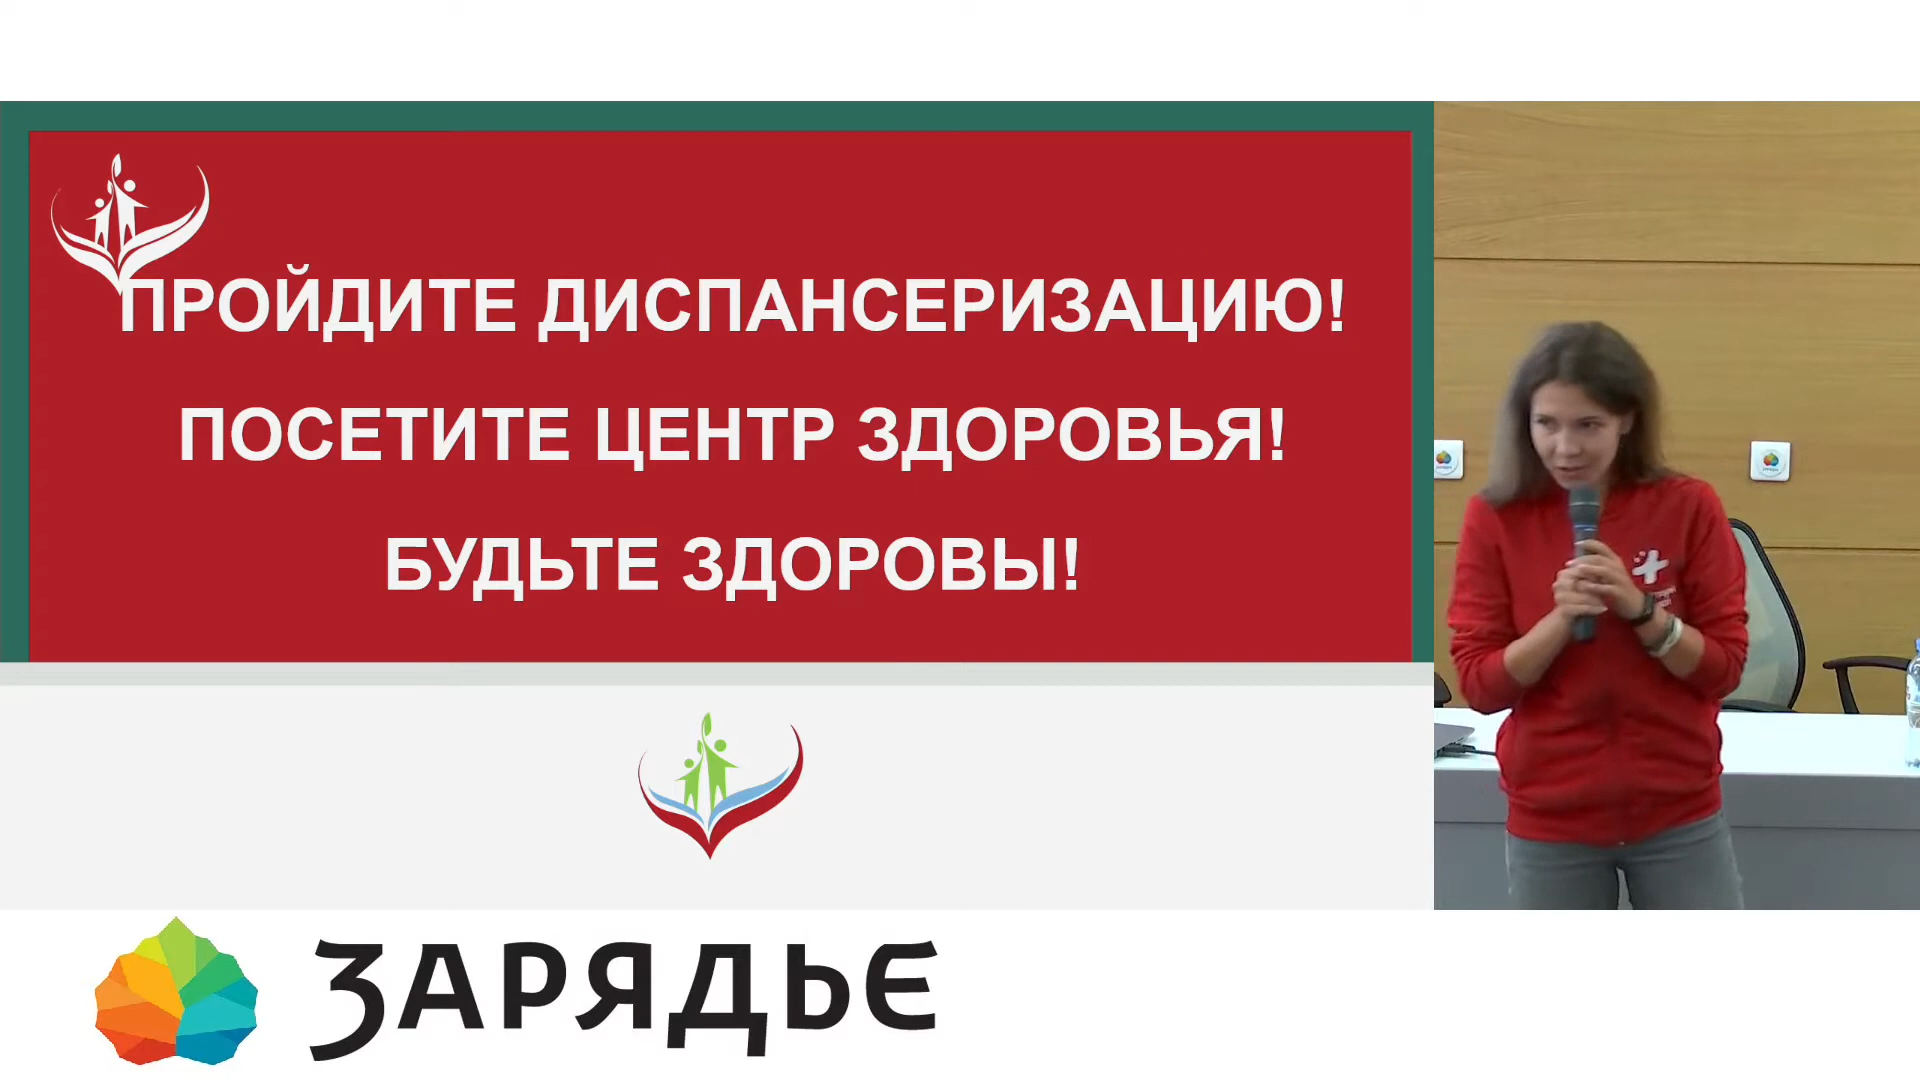 ПРОЙДИТЕ ДИСПАНСЕРИЗАЦИЮ!
ПОСЕТИТЕ ЦЕНТР ЗДОРОВЬЯ!
БУДЬТЕ ЗДОРОВЫ!
ЗАРЯДЬЕ